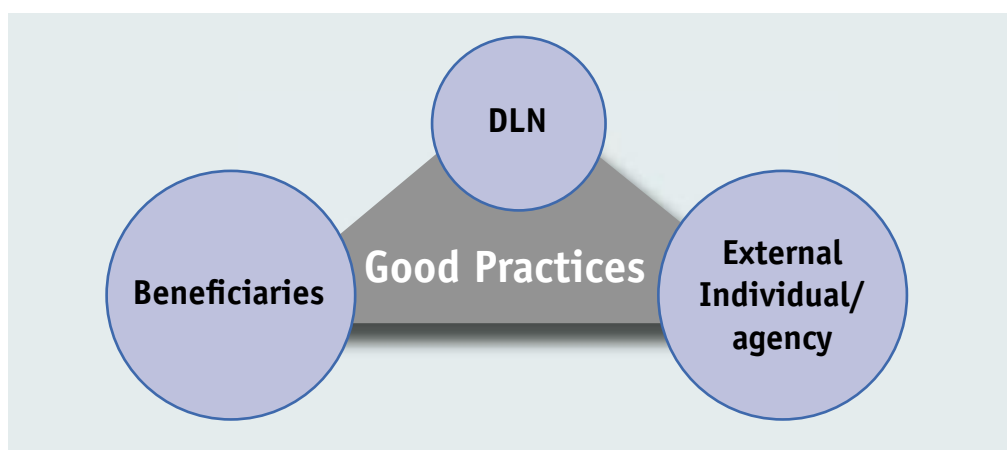 DLN
Good Practices
Beneficiaries
External
Individual/
agency